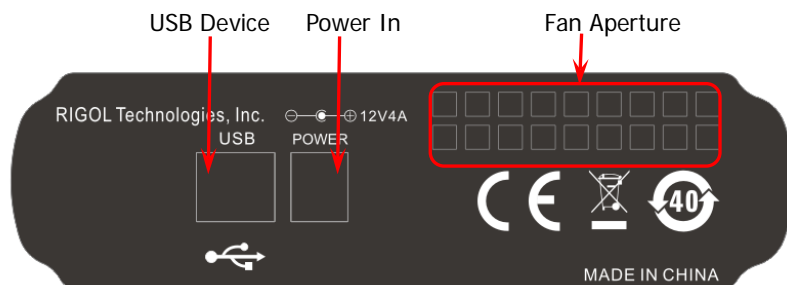 USB Device Power In Fan Aperture
RIGOL Technologies, Inc. 12V4A
USB POWER
CE 40
MADE IN CHINA